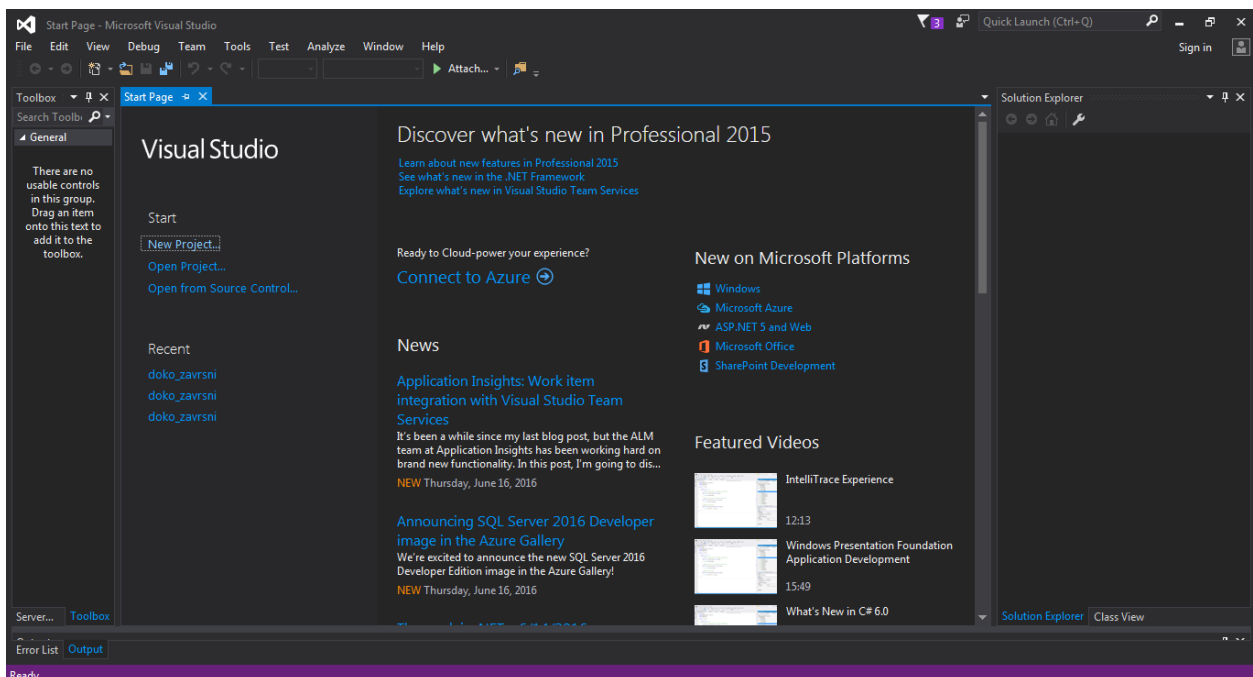 Start Page - Microsoft Visual Studio
3
Quick Launch (Ctrl+Q)
File Edit View Debug Team Tools Test Analyze Window Help
Sign in
Attach...
Toolbox
Search Toolb
General
There are no
usable controls
in this group.
Drag an item
onto this text to
add it to the
toolbox.
Server... Toolbox
Start Page
Visual Studio
Start
New Project...
Open Project...
Open from Source Control...
Recent
doko_zavrsni
doko_zavrsni
doko_zavrsni
Discover what's new in Professional 2015
Learn about new features in Professional 2015
See what's new in the .NET Framework
Explore what's new in Visual Studio Team Services
Ready to Cloud-power your experience?
Connect to Azure
News
Application Insights: Work item
integration with Visual Studio Team
Services
It's been a while since my last blog post, but the ALM
team at Application Insights has been working hard on
brand new functionality. In this post, I'm going to dis...
NEW Thursday, June 16, 2016
Announcing SQL Server 2016 Developer
image in the Azure Gallery
We're excited to announce the new SQL Server 2016
Developer Edition image in the Azure Gallery!
NEW Thursday, June 16, 2016
New on Microsoft Platforms
Windows
Microsoft Azure
ASP.NET 5 and Web
Microsoft Office
SharePoint Development
Featured Videos
IntelliTrace Experience
12:13
Windows Presentation Foundation
Application Development
15:49
What's New in C# 6.0
Solution Explorer
Solution Explorer Class View
Error List Output
Ready